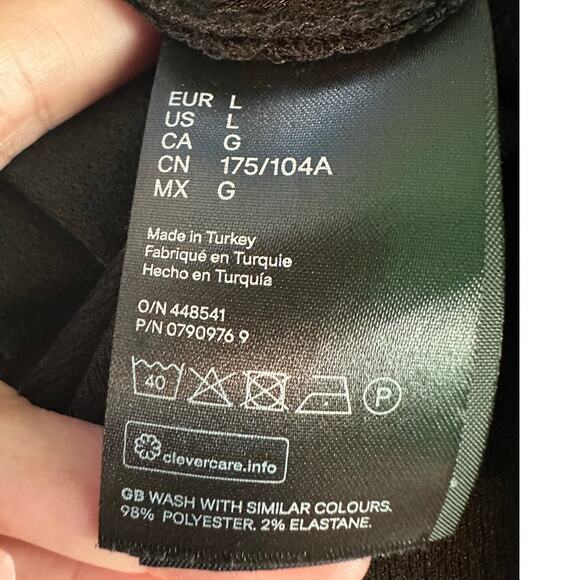 EUR L
US L
CA G
CN 175/104A
MX G
Made in Turkey
Fabriqué en Turquie
Hecho en Turquía
O/N 448541
P/N 0790976 9
40
P
clevercare.info
GB WASH WITH SIMILAR COLOURS.
98% POLYESTER. 2% ELASTANE.